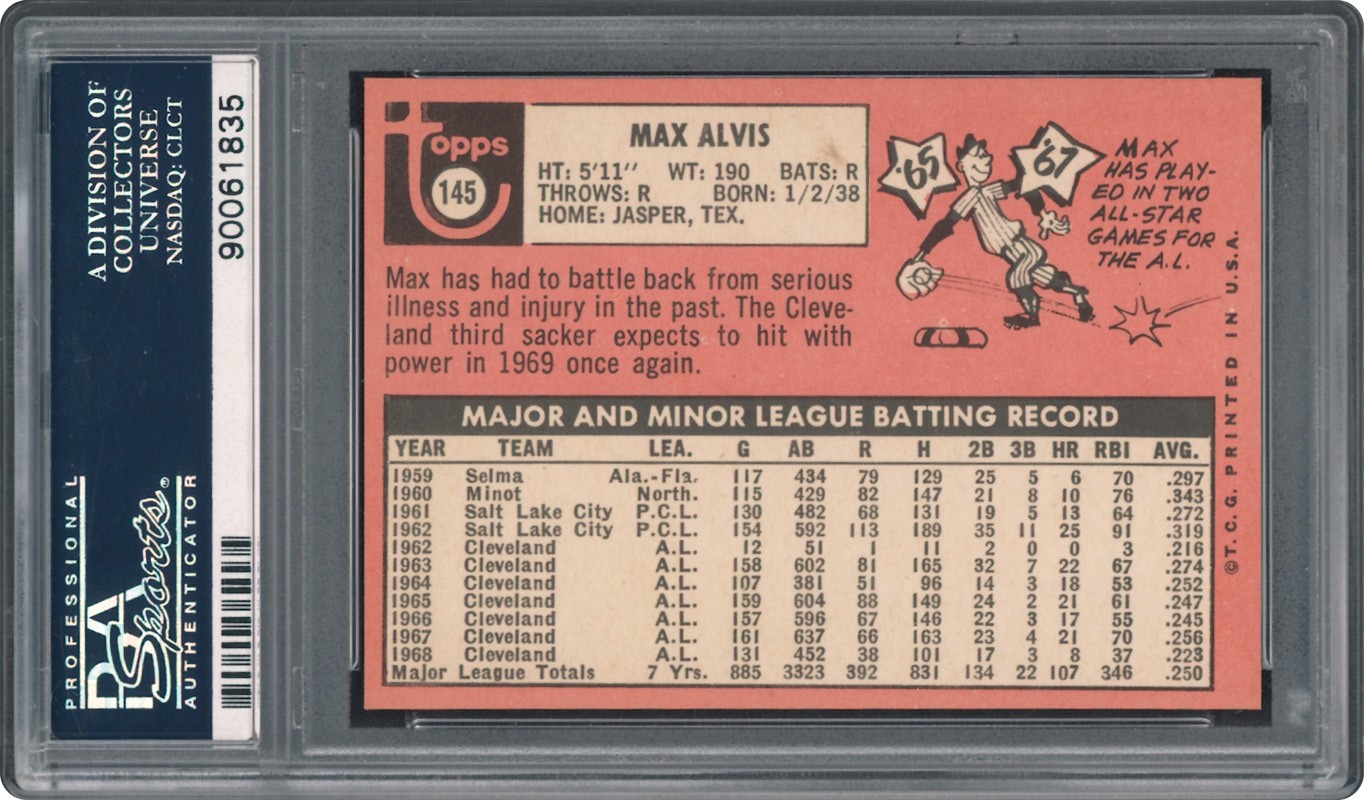 A DIVISION OF
COLLECTORS
UNIVERSE
NASDAQ: CLCT
90061835
PROFESSIONAL
PSA
Sports®
AUTHENTICATOR
topps
145
MAX ALVIS
HT: 5'11" WT: 190 BATS: R
THROWS: R BORN: 1/2/38
HOME: JASPER, TEX.
'65
'67
MAX
HAS PLAY-
ED IN TWO
ALL-STAR
GAMES FOR
THE A.L.
Max has had to battle back from serious
illness and injury in the past. The Cleve-
land third sacker expects to hit with
power in 1969 once again.
MAJOR AND MINOR LEAGUE BATTING RECORD
YEAR TEAM LEA. G AB R H 2B 3B HR RBI AVG.
1959 Selma Ala.-Fla. 117 434 79 129 25 5 6 70 .297
1960 Minot North. 115 429 82 147 21 8 10 76 .343
1961 Salt Lake City P.C.L. 130 482 68 131 19 5 13 64 .272
1962 Salt Lake City P.C.L. 154 592 113 189 35 11 25 91 .319
1962 Cleveland A.L. 12 51 1 11 2 0 0 3 .216
1963 Cleveland A.L. 158 602 81 165 32 7 22 67 .274
1964 Cleveland A.L. 107 381 51 96 14 3 18 53 .252
1965 Cleveland A.L. 159 604 88 149 24 2 21 61 .247
1966 Cleveland A.L. 157 596 67 146 22 3 17 55 .245
1967 Cleveland A.L. 161 637 66 163 23 4 21 70 .256
1968 Cleveland A.L. 131 452 38 101 17 3 8 37 .223
Major League Totals 7 Yrs. 885 3323 392 831 134 22 107 346 .250
©T.C.G. PRINTED IN U.S.A.